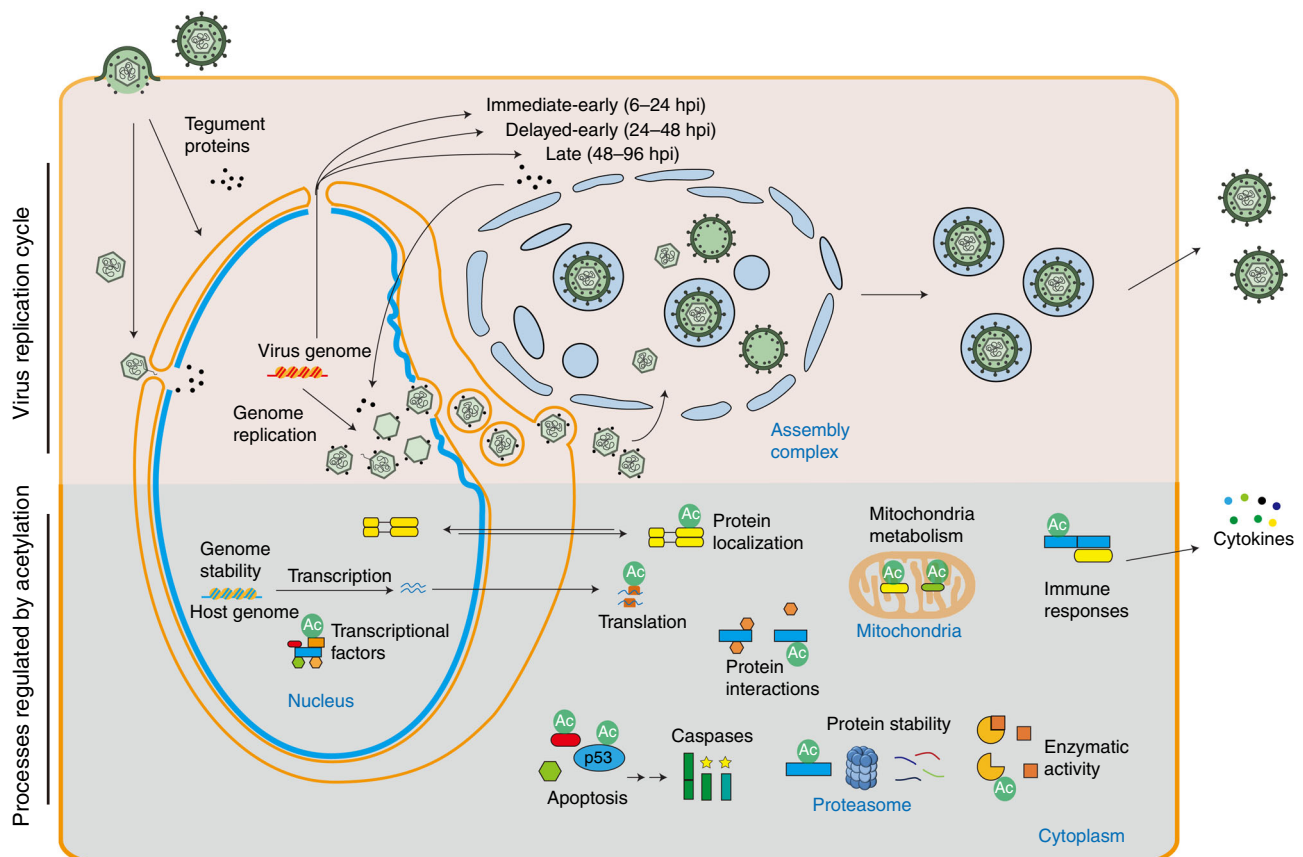 Immediate-early (6–24 hpi)
Delayed-early (24–48 hpi)
Late (48–96 hpi)
Tegument
proteins
Virus replication cycle
Virus genome
Genome
replication
Assembly
complex
Processes regulated by acetylation
Ac
Protein
localization
Mitochondria
metabolism
Ac
Ac
Mitochondria
Ac
Immune
responses
Cytokines
Genome
stability
Host genome
Transcription
Ac
Translation
Ac
Transcriptional
factors
Nucleus
Ac
Protein
interactions
Ac
Ac
p53
Apoptosis
Caspases
Protein stability
Ac
Proteasome
Ac
Enzymatic
activity
Cytoplasm